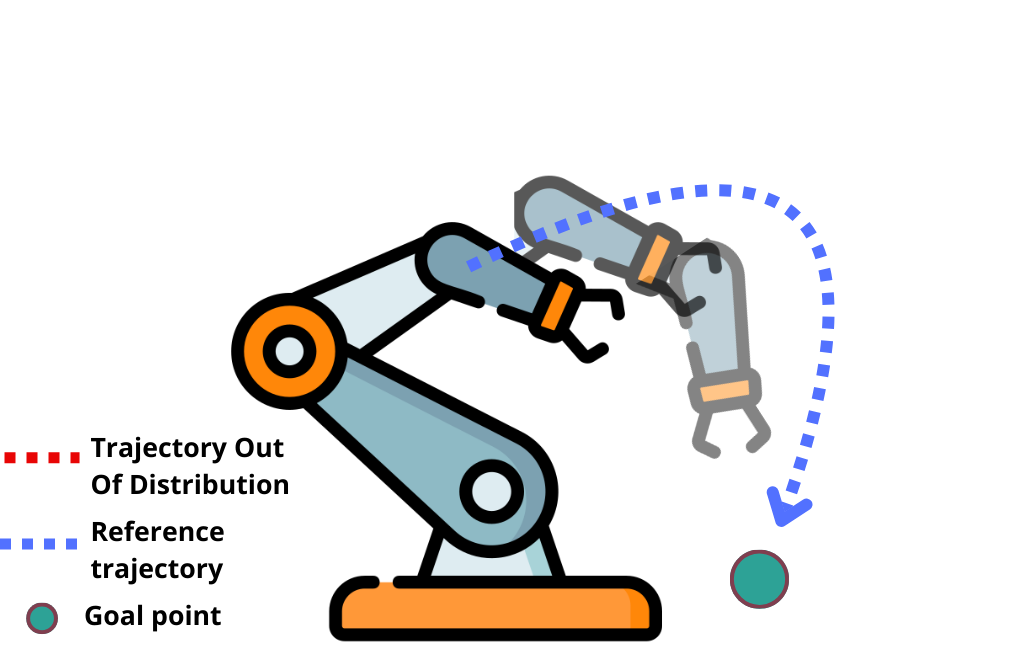 Trajectory Out
Of Distribution
Reference
trajectory
Goal point